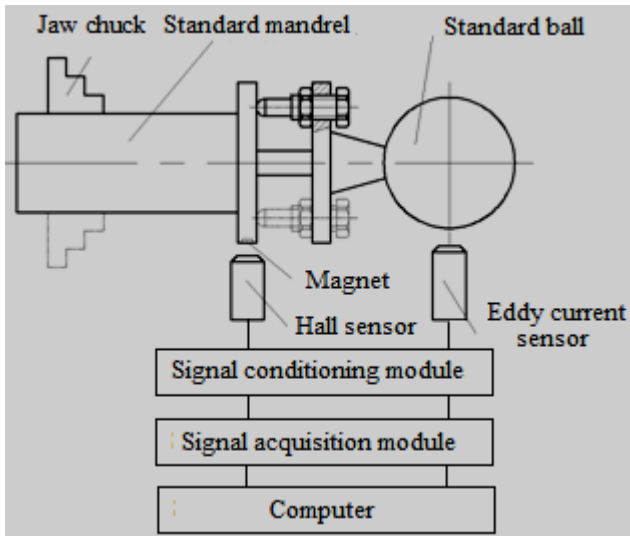 Jaw chuck
Standard mandrel
Standard ball
Magnet
Hall sensor
Eddy current
sensor
Signal conditioning module
Signal acquisition module
Computer